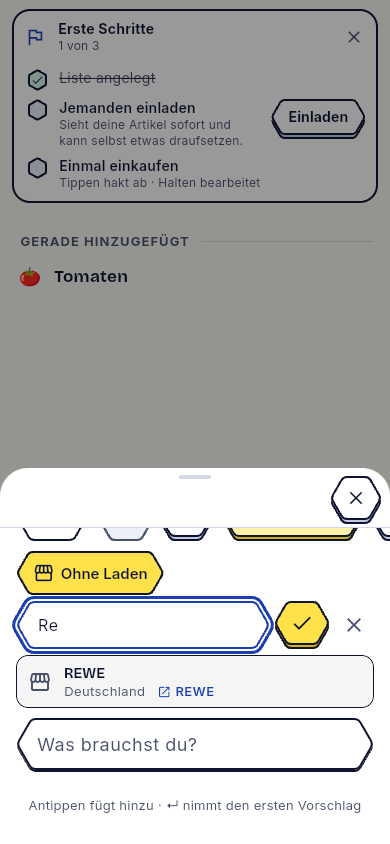 Erste Schritte
1 von 3
Liste angelegt
Jemanden einladen
Sieht deine Artikel sofort und
kann selbst etwas draufsetzen.
Einladen
Einmal einkaufen
Tippen hakt ab · Halten bearbeitet
GERADE HINZUGEFÜGT
Tomaten
Ohne Laden
Re
REWE
Deutschland REWE
Was brauchst du?
Antippen fügt hinzu · ↵ nimmt den ersten Vorschlag